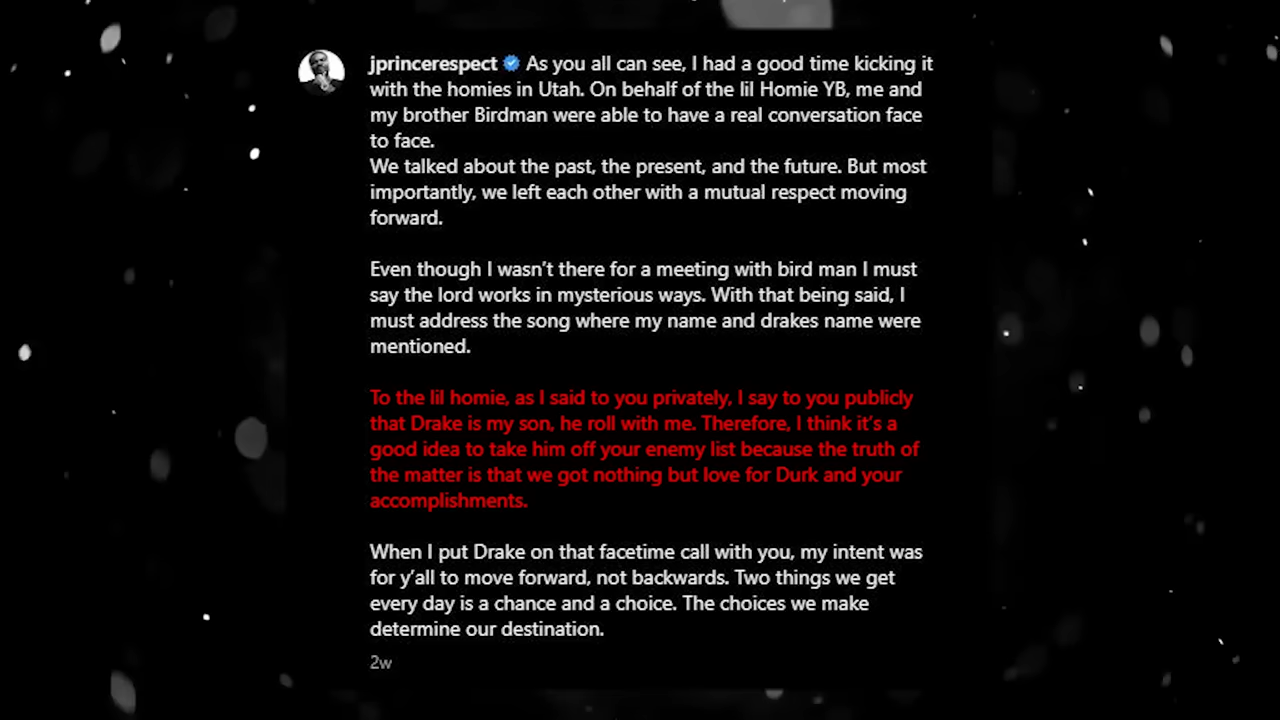 jprincerespect As you all can see, I had a good time kicking it
with the homies in Utah. On behalf of the lil Homie YB, me and
my brother Birdman were able to have a real conversation face
to face.
We talked about the past, the present, and the future. But most
importantly, we left each other with a mutual respect moving
forward.
Even though I wasn't there for a meeting with bird man I must
say the lord works in mysterious ways. With that being said, I
must address the song where my name and drakes name were
mentioned.
To the lil homie, as I said to you privately, I say to you publicly
that Drake is my son, he roll with me. Therefore, I think it's a
good idea to take him off your enemy list because the truth of
the matter is that we got nothing but love for Durk and your
accomplishments.
When I put Drake on that facetime call with you, my intent was
for y'all to move forward, not backwards. Two things we get
every day is a chance and a choice. The choices we make
determine our destination.
2w